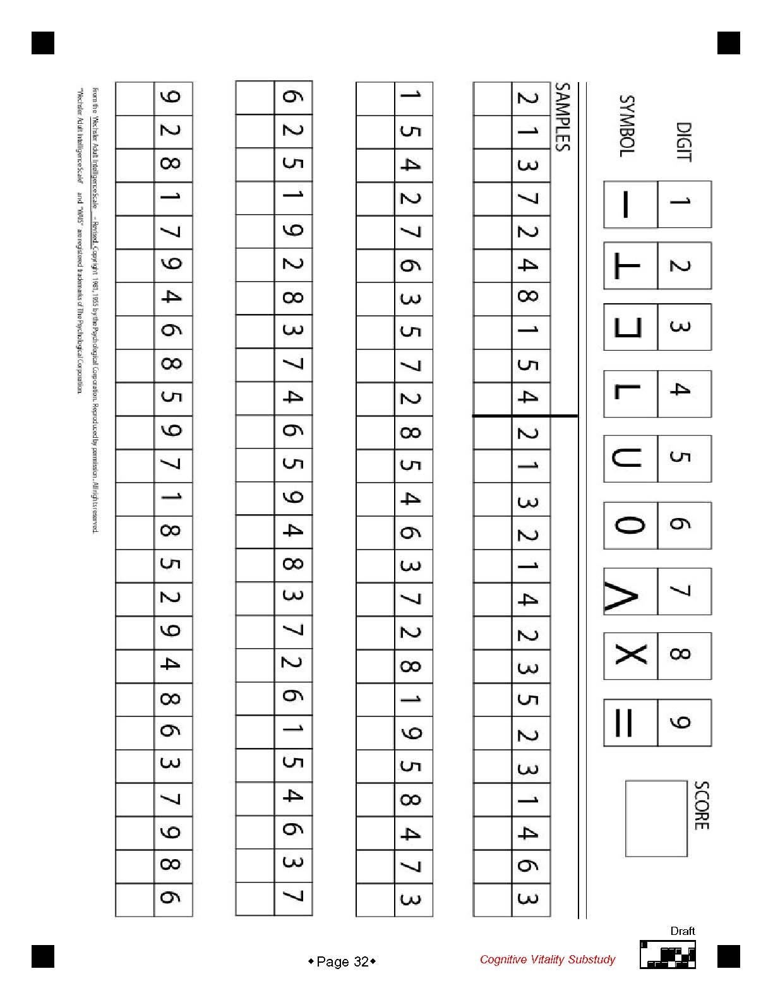 DIGIT 1 2 3 4 5 6 7 8 9 SCORE
SYMBOL — ⊥ ⊐ L U O Λ X =
SAMPLES
2 1 3 7 2 4 8 1 5 4 2 1 3 2 1 4 2 3 5 2 3 1 4 6 3
1 5 4 2 7 6 3 5 7 2 8 5 4 6 3 7 2 8 1 9 5 8 4 7 3
6 2 5 1 9 2 8 3 7 4 6 5 9 4 8 3 7 2 6 1 5 4 6 3 7
9 2 8 1 7 9 4 6 8 5 9 7 1 8 5 2 9 4 8 6 3 7 9 8 6
From the Wechsler Adult Intelligence Scale – Revised. Copyright 1981, 1955 by the Psychological Corporation. Reproduced by permission. All rights reserved.
"Wechsler Adult Intelligence Scale" and "WAIS" are registered trademarks of The Psychological Corporation.
Draft
◆Page 32◆ Cognitive Vitality Substudy